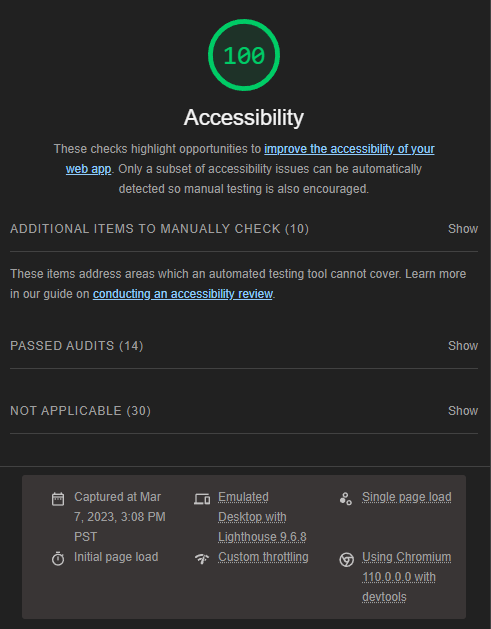 100
Accessibility
These checks highlight opportunities to improve the accessibility of your
web app. Only a subset of accessibility issues can be automatically
detected so manual testing is also encouraged.
ADDITIONAL ITEMS TO MANUALLY CHECK (10) Show
These items address areas which an automated testing tool cannot cover. Learn more
in our guide on conducting an accessibility review.
PASSED AUDITS (14) Show
NOT APPLICABLE (30) Show
Captured at Mar
7, 2023, 3:08 PM
PST
Emulated
Desktop with
Lighthouse 9.6.8
Single page load
Initial page load
Custom throttling
Using Chromium
110.0.0.0 with
devtools